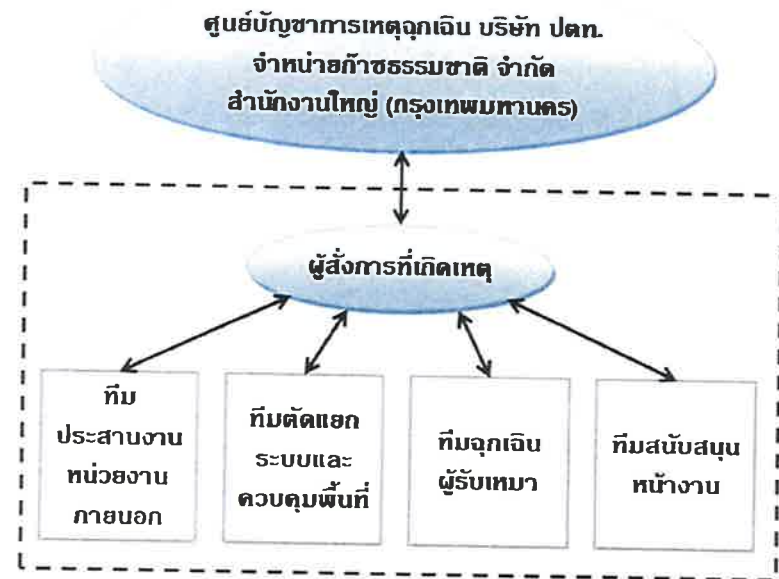 ศูนย์บัญชาการเหตุฉุกเฉิน บริษัท ปตท.
จำหน่ายก๊าซธรรมชาติ จำกัด
สำนักงานใหญ่ (กรุงเทพมหานคร)
ผู้สั่งการที่เกิดเหตุ
ทีม
ประสานงาน
หน่วยงาน
ภายนอก
ทีมตัดแยก
ระบบและ
ควบคุมพื้นที่
ทีมฉุกเฉิน
ผู้รับเหมา
ทีมสนับสนุน
หน้างาน